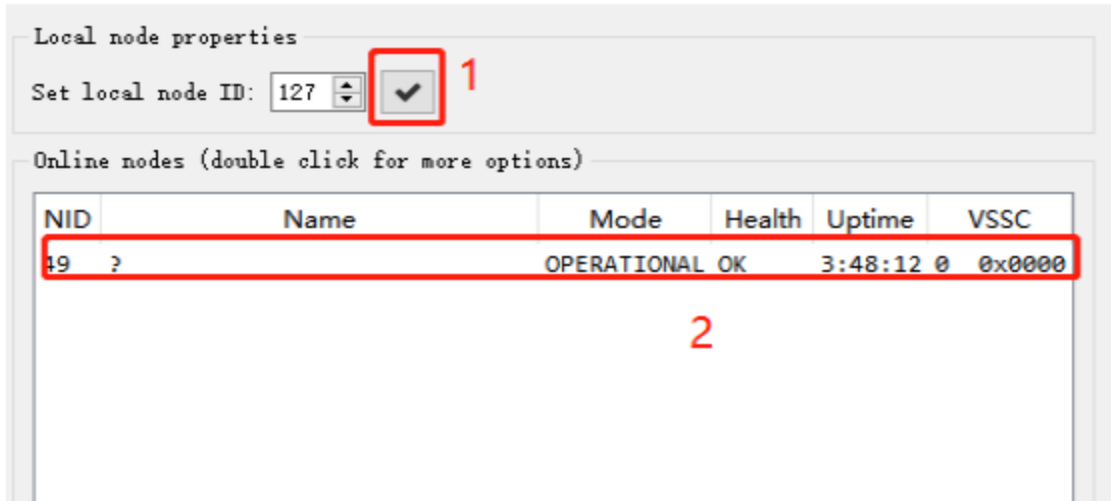 Local node properties
Set local node ID: 127 1
Online nodes (double click for more options)
NID Name Mode Health Uptime VSSC
49 ? OPERATIONAL OK 3:48:12 0 0x0000
2